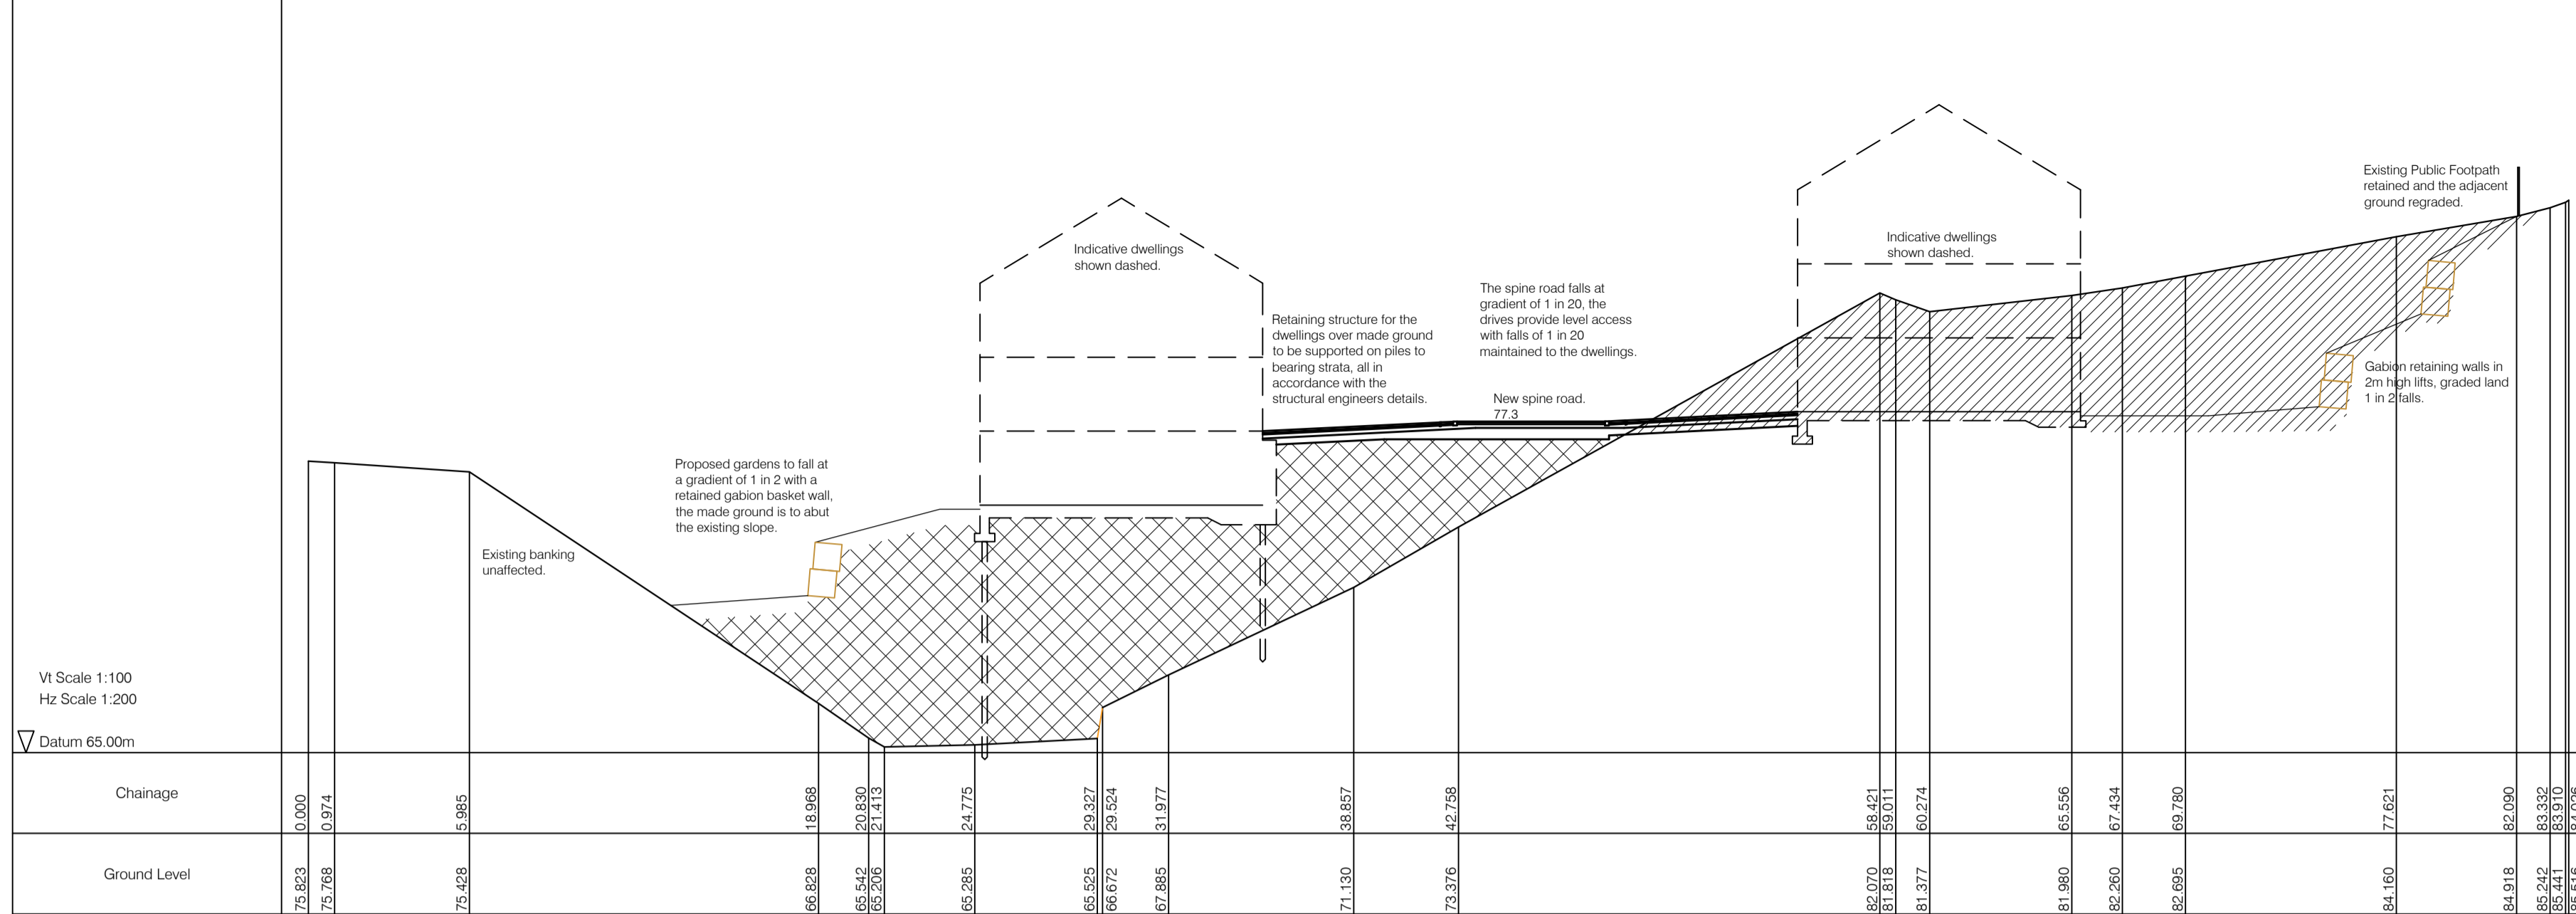 Existing Public Footpath
retained and the adjacent
ground regraded.
Indicative dwellings
shown dashed.
Indicative dwellings
shown dashed.
The spine road falls at
gradient of 1 in 20, the
drives provide level access
with falls of 1 in 20
maintained to the dwellings.
Retaining structure for the
dwellings over made ground
to be supported on piles to
bearing strata, all in
accordance with the
structural engineers details.
Gabion retaining walls in
2m high lifts, graded land
1 in 2 falls.
New spine road.
77.3
Proposed gardens to fall at
a gradient of 1 in 2 with a
retained gabion basket wall,
the made ground is to abut
the existing slope.
Existing banking
unaffected.
Vt Scale 1:100
Hz Scale 1:200
Datum 65.00m
Chainage
0.000
0.974
5.985
18.968
20.830
21.413
24.775
29.327
29.524
31.977
38.857
42.758
58.421
59.011
60.274
65.556
67.434
69.780
77.621
82.090
83.332
83.910
Ground Level
75.823
75.768
75.428
66.828
65.542
65.206
65.285
65.525
66.672
67.885
71.130
73.376
82.070
81.818
81.377
81.980
82.260
82.695
84.160
84.918
85.242
85.441